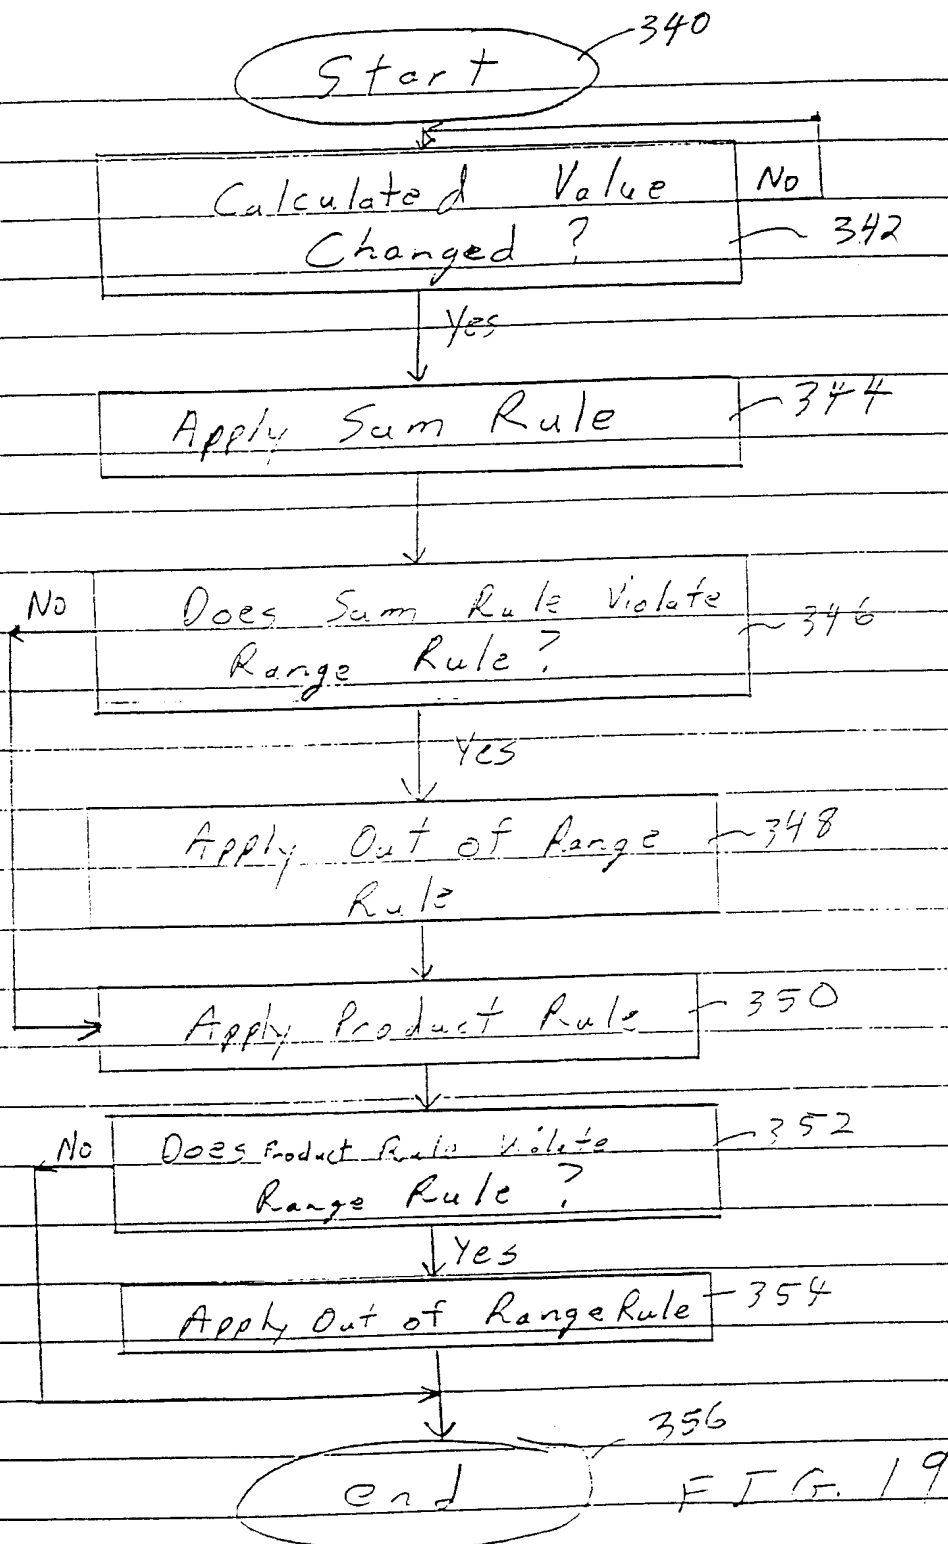 340
Start
Calculated Value
No
Changed ?
342
Yes
Apply Sum Rule
344
No
Does Sum Rule Violate
Range Rule?
346
Yes
Apply Out of Range
Rule
348
Apply Product Rule
350
No
Does Product Rule Violate
Range Rule ?
352
Yes
Apply Out of Range Rule
354
356
end
FIG. 19